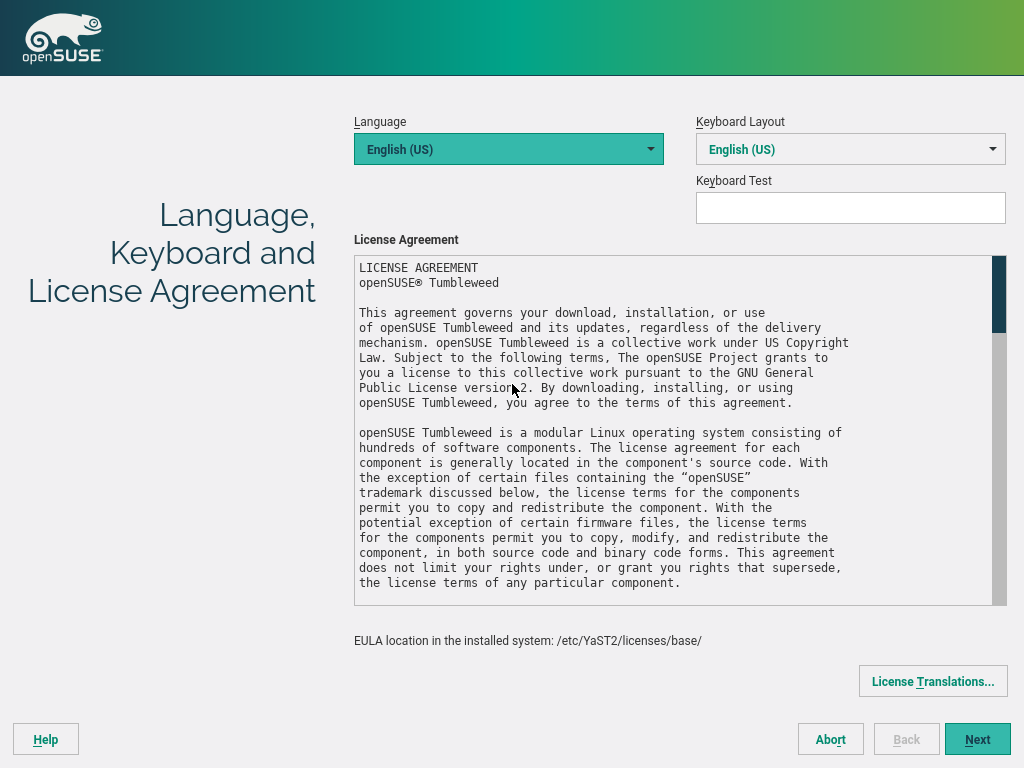 openSUSE
Language,
Keyboard and
License Agreement
Language
English (US)
Keyboard Layout
English (US)
Keyboard Test
License Agreement
LICENSE AGREEMENT
openSUSE® Tumbleweed
This agreement governs your download, installation, or use
of openSUSE Tumbleweed and its updates, regardless of the delivery
mechanism. openSUSE Tumbleweed is a collective work under US Copyright
Law. Subject to the following terms, The openSUSE Project grants to
you a license to this collective work pursuant to the GNU General
Public License version 2. By downloading, installing, or using
openSUSE Tumbleweed, you agree to the terms of this agreement.
openSUSE Tumbleweed is a modular Linux operating system consisting of
hundreds of software components. The license agreement for each
component is generally located in the component's source code. With
the exception of certain files containing the “openSUSE”
trademark discussed below, the license terms for the components
permit you to copy and redistribute the component. With the
potential exception of certain firmware files, the license terms
for the components permit you to copy, modify, and redistribute the
component, in both source code and binary code forms. This agreement
does not limit your rights under, or grant you rights that supersede,
the license terms of any particular component.
EULA location in the installed system: /etc/YaST2/licenses/base/
License Translations...
Help
Abort
Back
Next